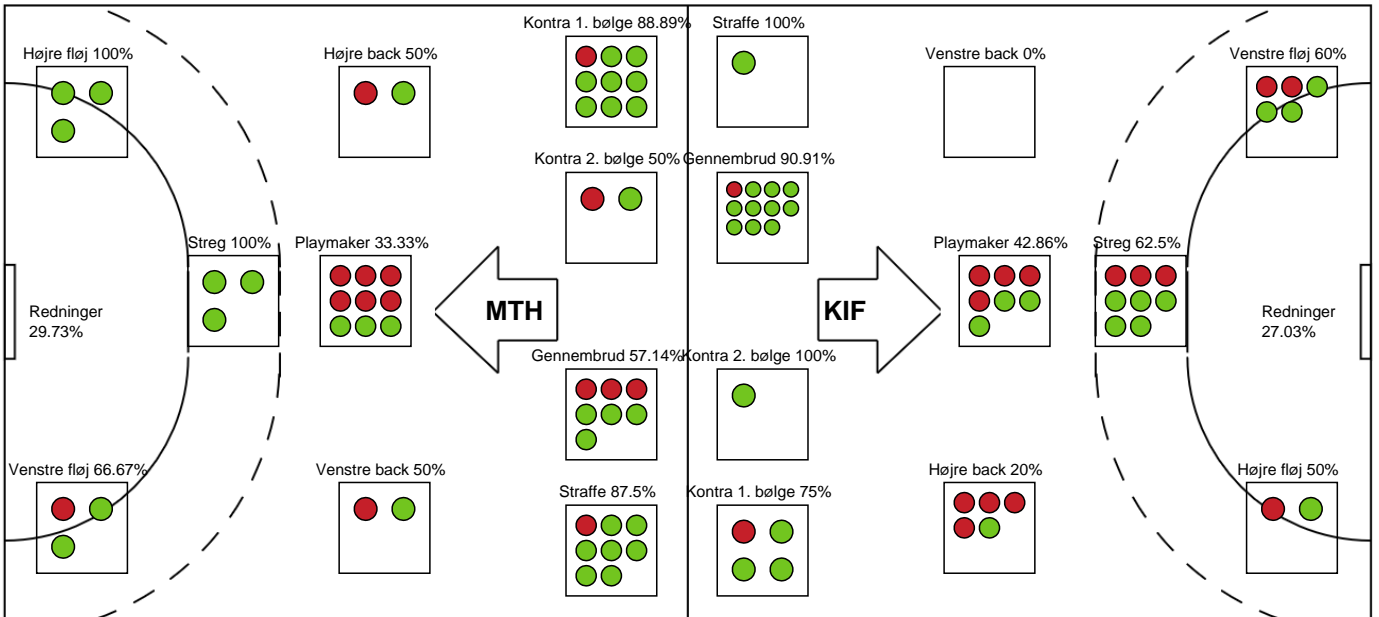 Kontra 1. bølge 88.89%
Straffe 100%
Højre fløj 100%
Højre back 50%
Venstre back 0%
Venstre fløj 60%
Kontra 2. bølge 50%
Gennembrud 90.91%
Streg 100%
Playmaker 33.33%
Playmaker 42.86%
Streg 62.5%
Redninger
29.73%
MTH
KIF
Redninger
27.03%
Gennembrud 57.14%
Kontra 2. bølge 100%
Venstre fløj 66.67%
Venstre back 50%
Straffe 87.5%
Kontra 1. bølge 75%
Højre back 20%
Højre fløj 50%